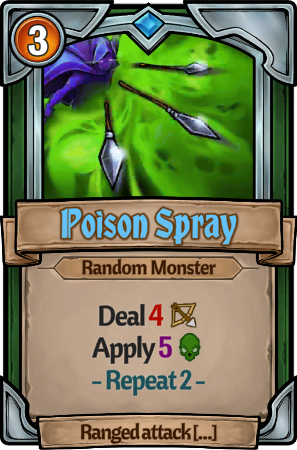 3
Poison Spray
Random Monster
Deal 4
Apply 5
- Repeat 2 -
Ranged attack [...]